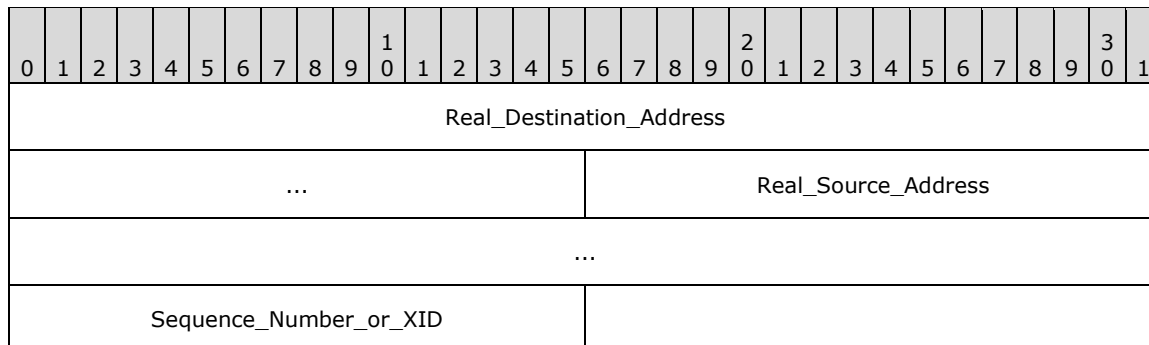 1 2 3
0 1 2 3 4 5 6 7 8 9 0 1 2 3 4 5 6 7 8 9 0 1 2 3 4 5 6 7 8 9 0 1
Real_Destination_Address
... Real_Source_Address
...
Sequence_Number_or_XID